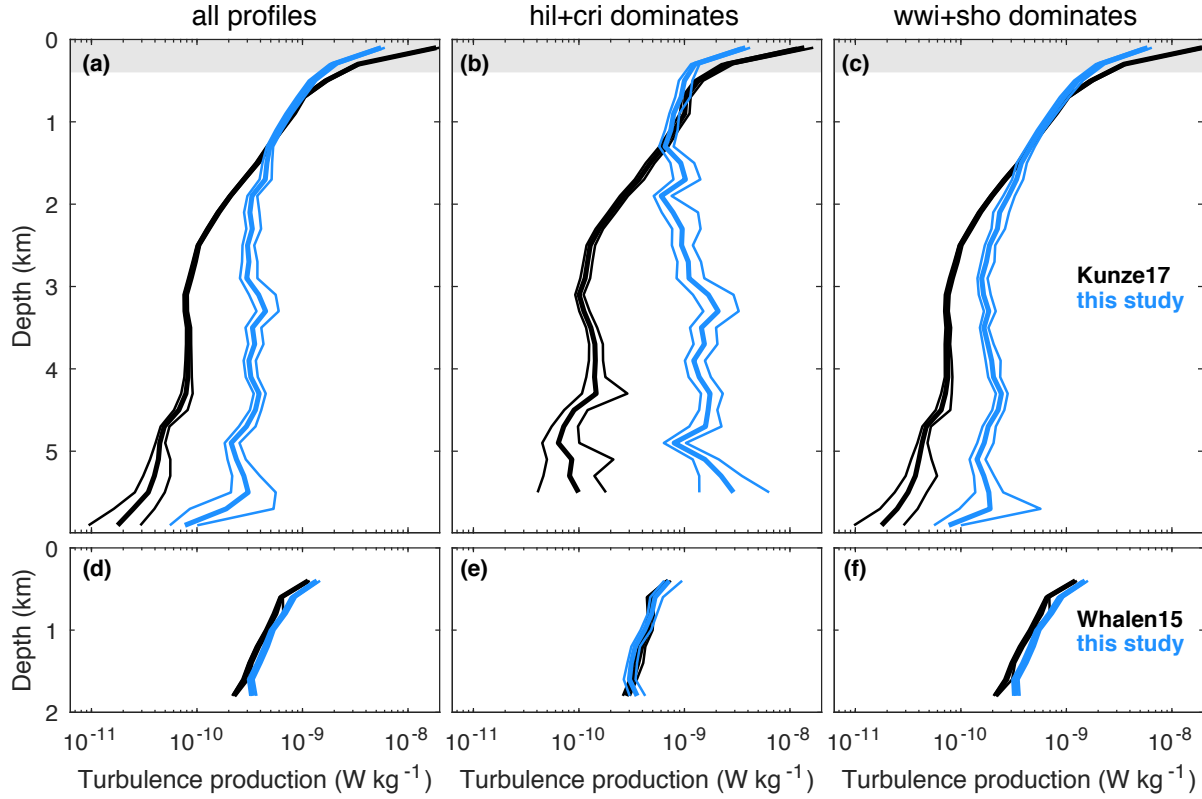 all profiles
hil+cri dominates
wwi+sho dominates
0
1
2
3
4
5
Depth (km)
(a)
(b)
(c)
Kunze17
this study
0
1
2
Depth (km)
(d)
(e)
(f)
Whalen15
this study
10⁻¹¹ 10⁻¹⁰ 10⁻⁹ 10⁻⁸
10⁻¹¹ 10⁻¹⁰ 10⁻⁹
10⁻¹¹ 10⁻¹⁰ 10⁻⁹ 10⁻⁸
Turbulence production (W kg⁻¹)
Turbulence production (W kg⁻¹)
Turbulence production (W kg⁻¹)